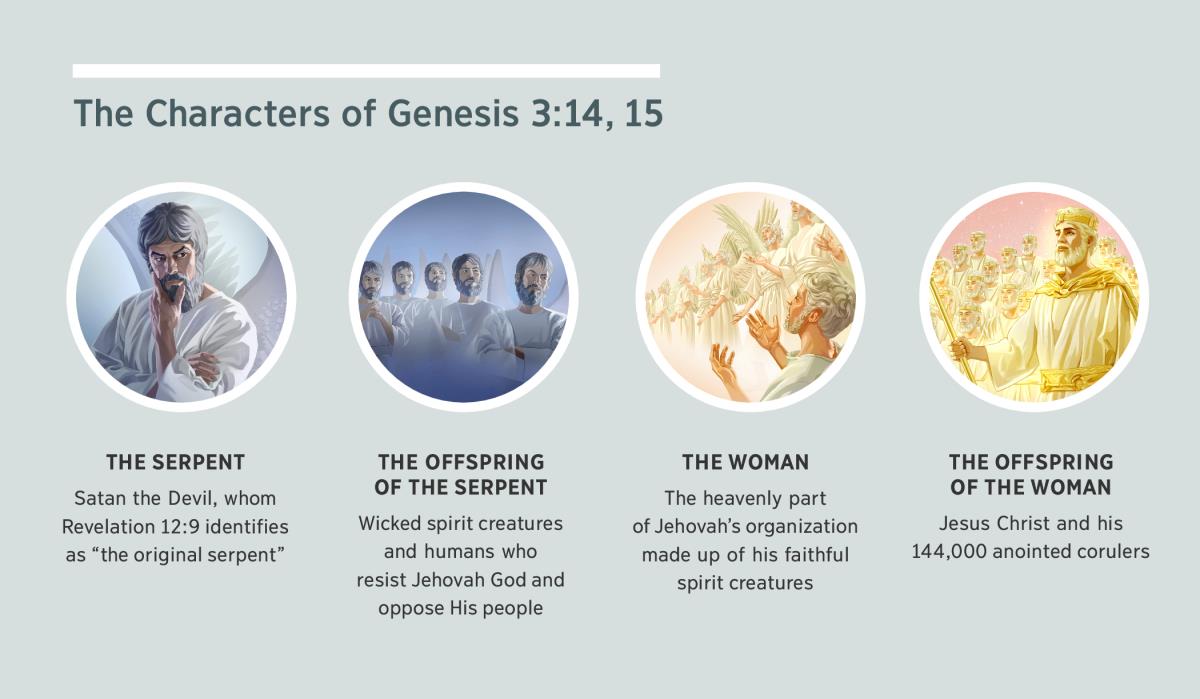 The Characters of Genesis 3:14, 15
THE SERPENT
Satan the Devil, whom
Revelation 12:9 identifies
as “the original serpent”
THE OFFSPRING
OF THE SERPENT
Wicked spirit creatures
and humans who
resist Jehovah God and
oppose His people
THE WOMAN
The heavenly part
of Jehovah’s organization
made up of his faithful
spirit creatures
THE OFFSPRING
OF THE WOMAN
Jesus Christ and his
144,000 anointed corulers